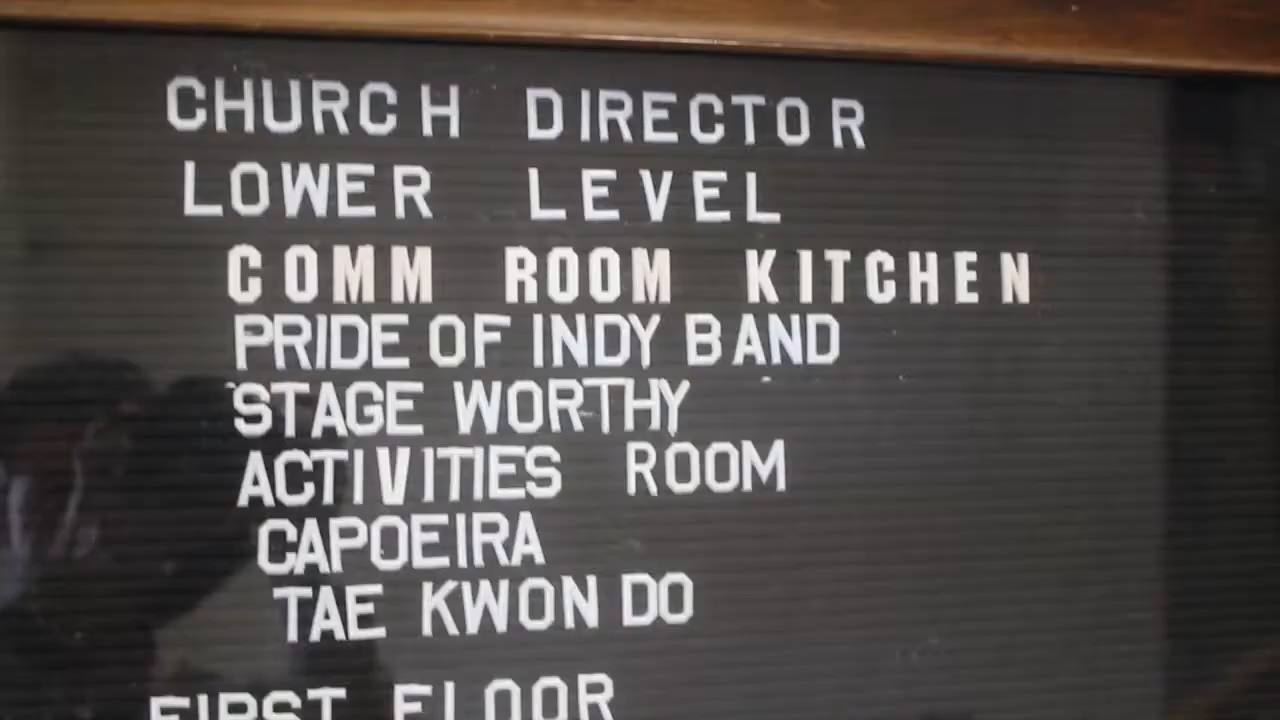 CHURCH DIRECTOR
LOWER LEVEL
COMM ROOM KITCHEN
PRIDE OF INDY BAND
STAGE WORTHY
ACTIVITIES ROOM
CAPOEIRA
TAE KWON DO
FIRST FLOOR